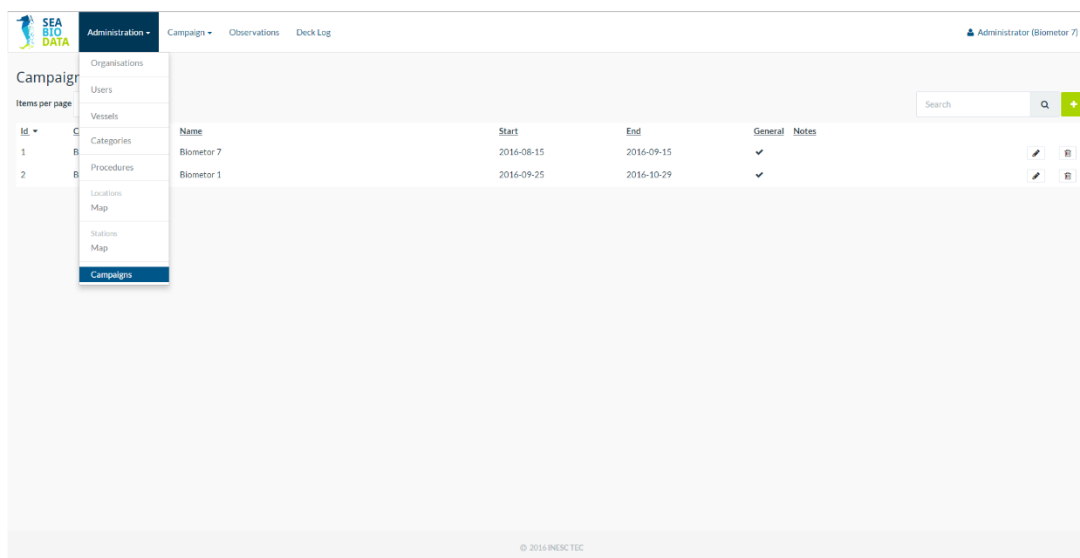 SEA
BIO
DATA
Administration Campaign Observations Deck Log Administrator (Biometor 7)
Organisations
Users
Vessels
Categories
Procedures
Locations
Map
Stations
Map
Campaigns
Items per page Search
Id Name Start End General Notes
1 Biometor 7 2016-08-15 2016-09-15
2 Biometor 1 2016-09-25 2016-10-29
© 2016 INESC TEC